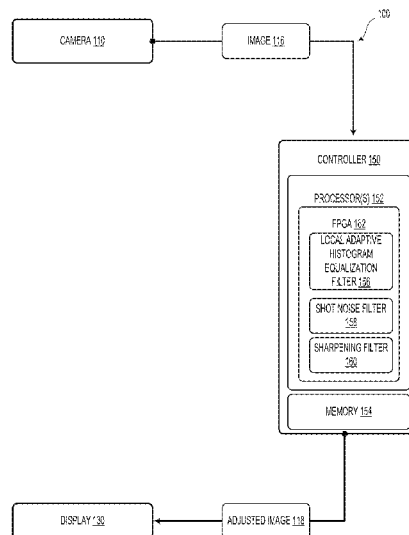 100
CAMERA 110
IMAGE 116
CONTROLLER 150
PROCESSOR(S) 152
FPGA 162
LOCAL ADAPTIVE
HISTOGRAM
EQUALIZATION
FILTER 156
SHOT NOISE FILTER
158
SHARPENING FILTER
160
MEMORY 154
DISPLAY 130
ADJUSTED IMAGE 118